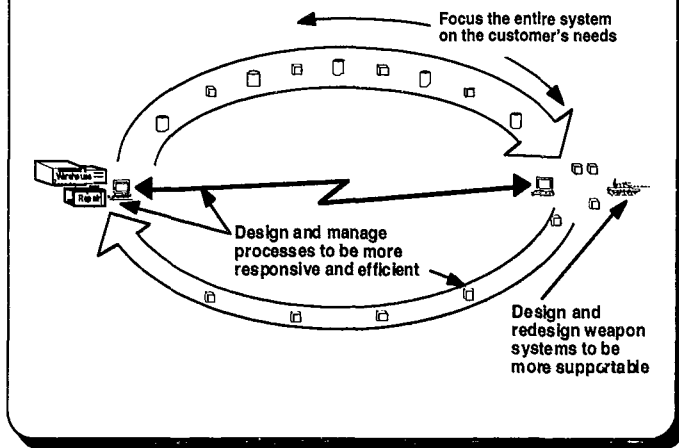 Focus the entire system
on the customer's needs
Warehouse
Repair
Design and manage
processes to be more
responsive and efficient
Design and
redesign weapon
systems to be
more supportable